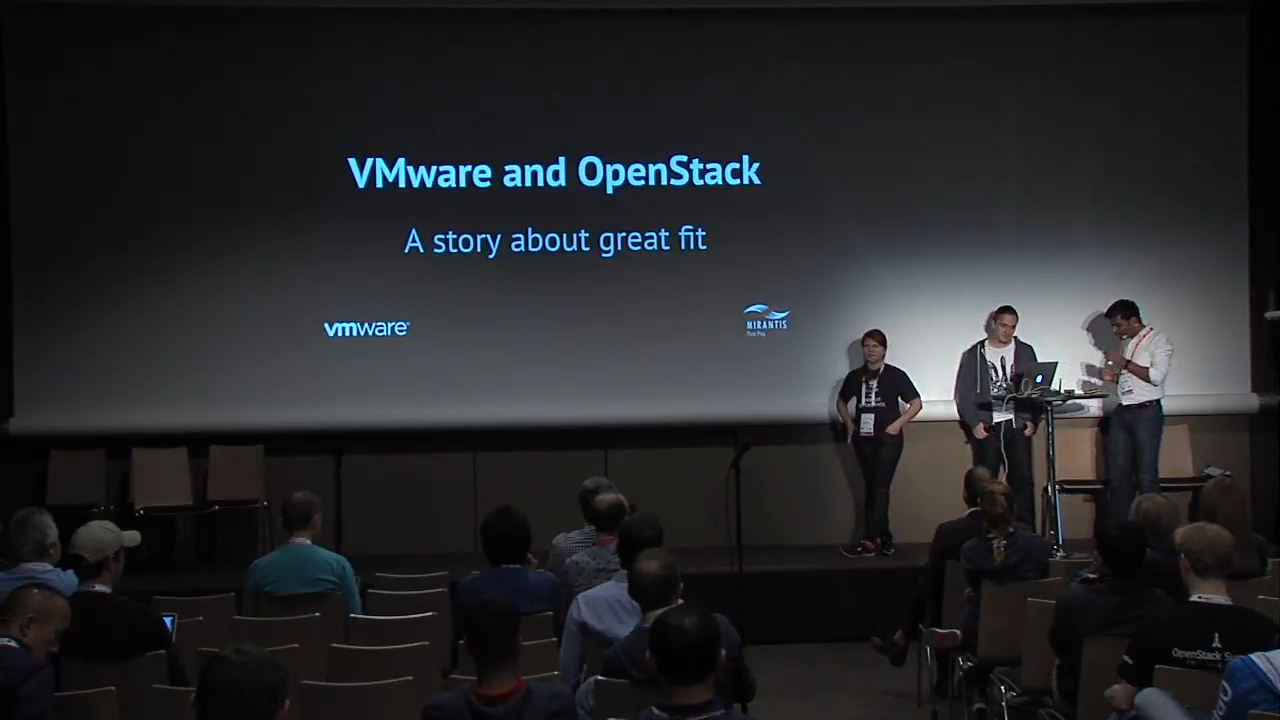 VMware and OpenStack
A story about great fit
vmware
MIRANTIS
OpenStack